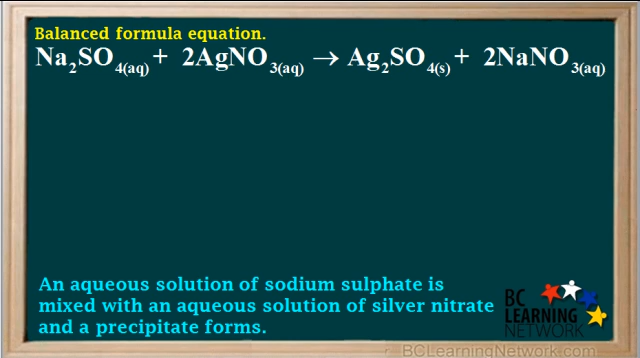 Balanced formula equation.
Na₂SO₄(aq) + 2AgNO₃(aq) → Ag₂SO₄(s) + 2NaNO₃(aq)
An aqueous solution of sodium sulphate is
mixed with an aqueous solution of silver nitrate
and a precipitate forms.
BC
LEARNING
NETWORK
BCLearningNetwork.com